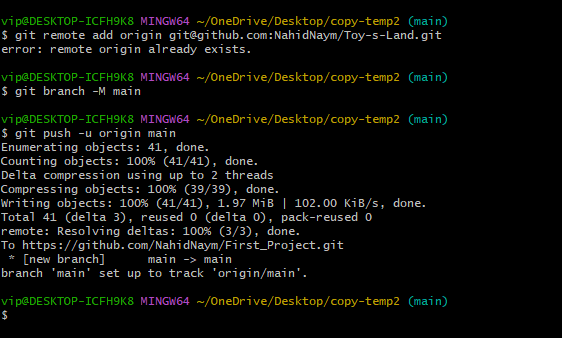 vip@DESKTOP-ICFH9K8 MINGW64 ~/OneDrive/Desktop/copy-temp2 (main)
$ git remote add origin git@github.com:NahidNaym/Toy-s-Land.git
error: remote origin already exists.
vip@DESKTOP-ICFH9K8 MINGW64 ~/OneDrive/Desktop/copy-temp2 (main)
$ git branch -M main
vip@DESKTOP-ICFH9K8 MINGW64 ~/OneDrive/Desktop/copy-temp2 (main)
$ git push -u origin main
Enumerating objects: 41, done.
Counting objects: 100% (41/41), done.
Delta compression using up to 2 threads
Compressing objects: 100% (39/39), done.
Writing objects: 100% (41/41), 1.97 MiB | 102.00 KiB/s, done.
Total 41 (delta 3), reused 0 (delta 0), pack-reused 0
remote: Resolving deltas: 100% (3/3), done.
To https://github.com/NahidNaym/First_Project.git
 * [new branch]      main -> main
branch 'main' set up to track 'origin/main'.
vip@DESKTOP-ICFH9K8 MINGW64 ~/OneDrive/Desktop/copy-temp2 (main)
$